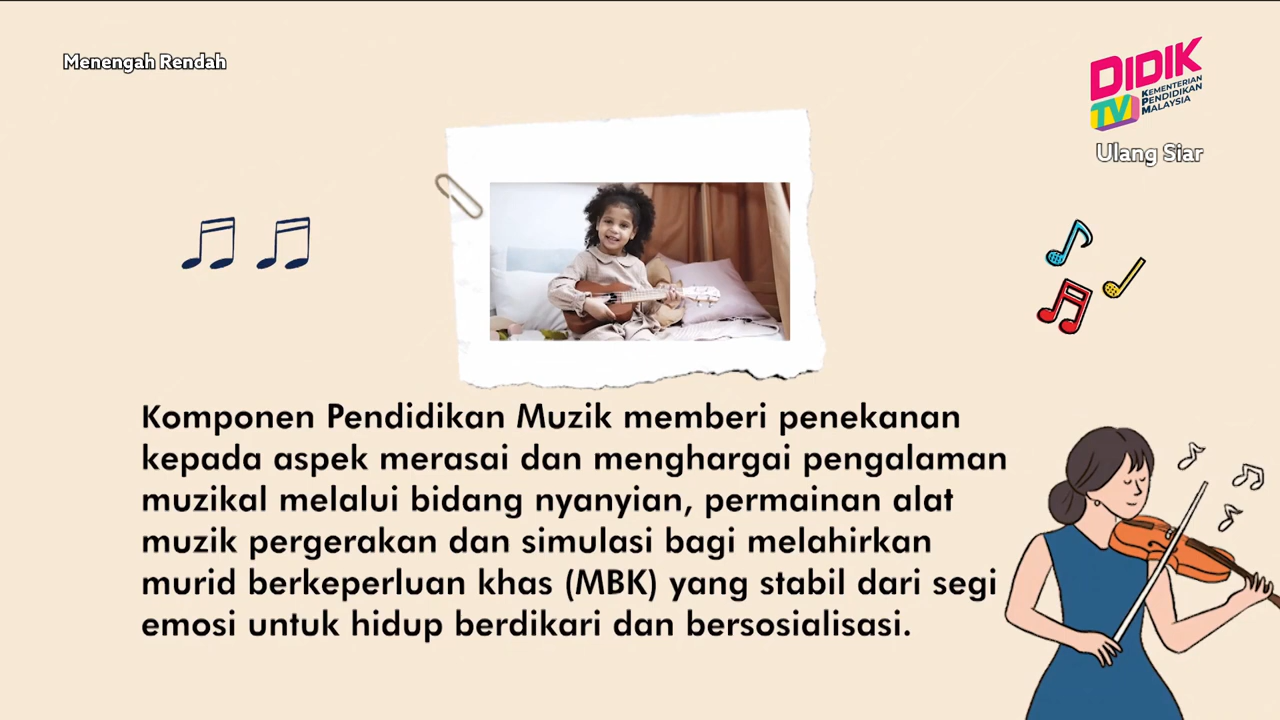 Menengah Rendah
DIDIK
TV
KEMENTERIAN
PENDIDIKAN
MALAYSIA
Ulang Siar
Komponen Pendidikan Muzik memberi penekanan
kepada aspek merasai dan menghargai pengalaman
muzikal melalui bidang nyanyian, permainan alat
muzik pergerakan dan simulasi bagi melahirkan
murid berkeperluan khas (MBK) yang stabil dari segi
emosi untuk hidup berdikari dan bersosialisasi.